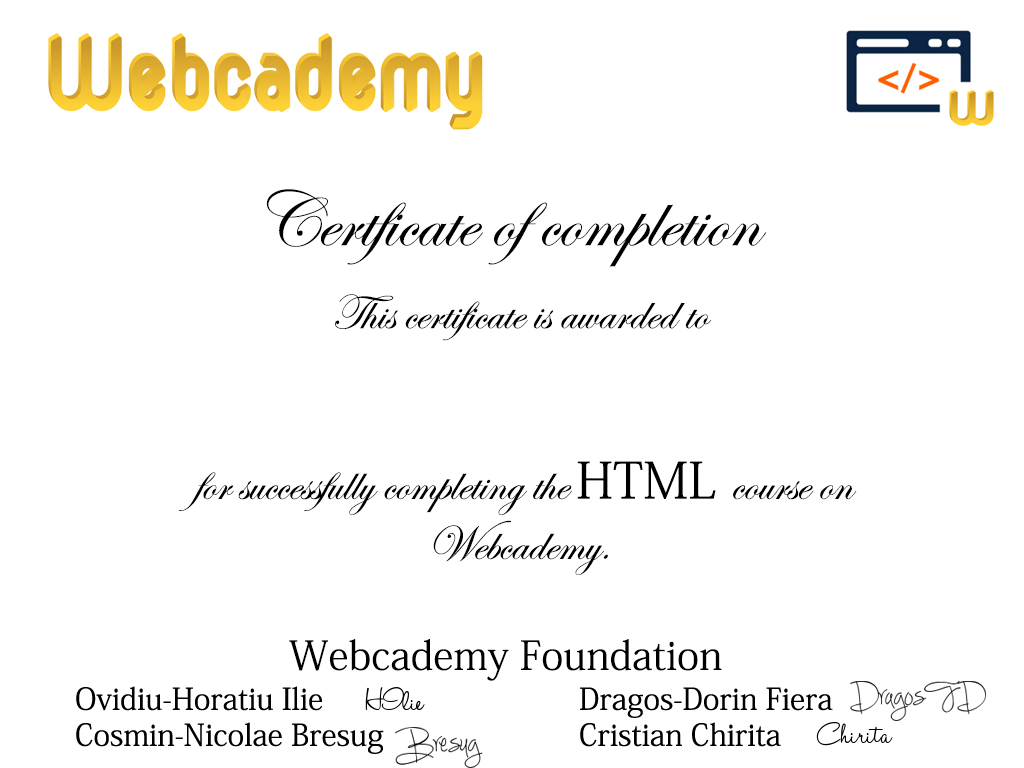 Webcademy
</>
W
Certficate of completion
This certificate is awarded to
for successfully completing the HTML course on
Webcademy.
Webcademy Foundation
Ovidiu-Horatiu Ilie HOlie Dragos-Dorin Fiera DragosFD
Cosmin-Nicolae Bresug Bresug Cristian Chirita Chirita